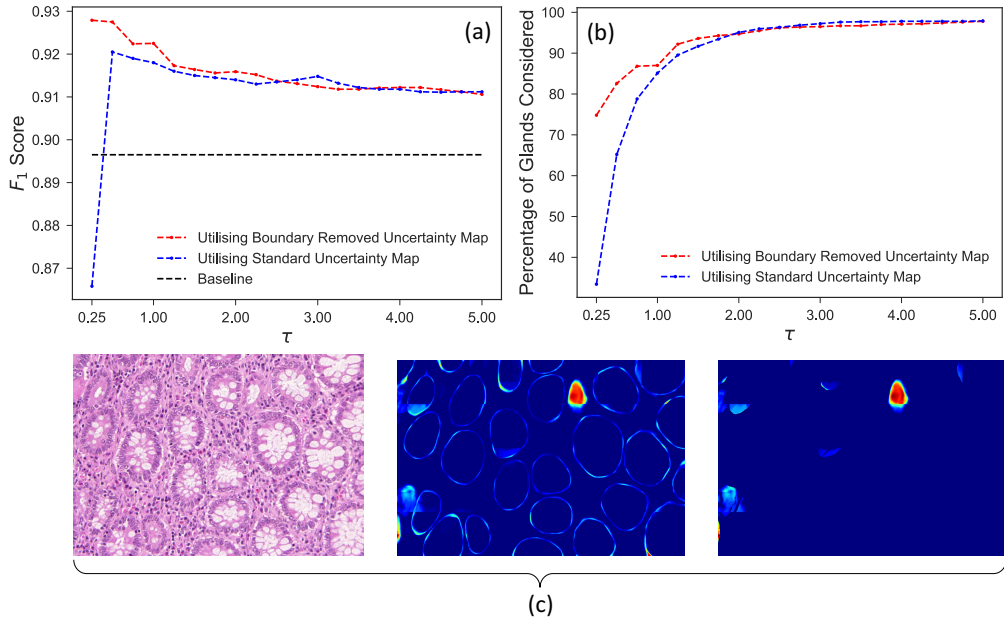 (a)
F₁ Score
0.93
0.92
0.91
0.90
0.89
0.88
0.87
Utilising Boundary Removed Uncertainty Map
Utilising Standard Uncertainty Map
Baseline
0.25 1.00 2.00 3.00 4.00 5.00
τ
(b)
Percentage of Glands Considered
100
90
80
70
60
50
40
Utilising Boundary Removed Uncertainty Map
Utilising Standard Uncertainty Map
0.25 1.00 2.00 3.00 4.00 5.00
τ
(c)